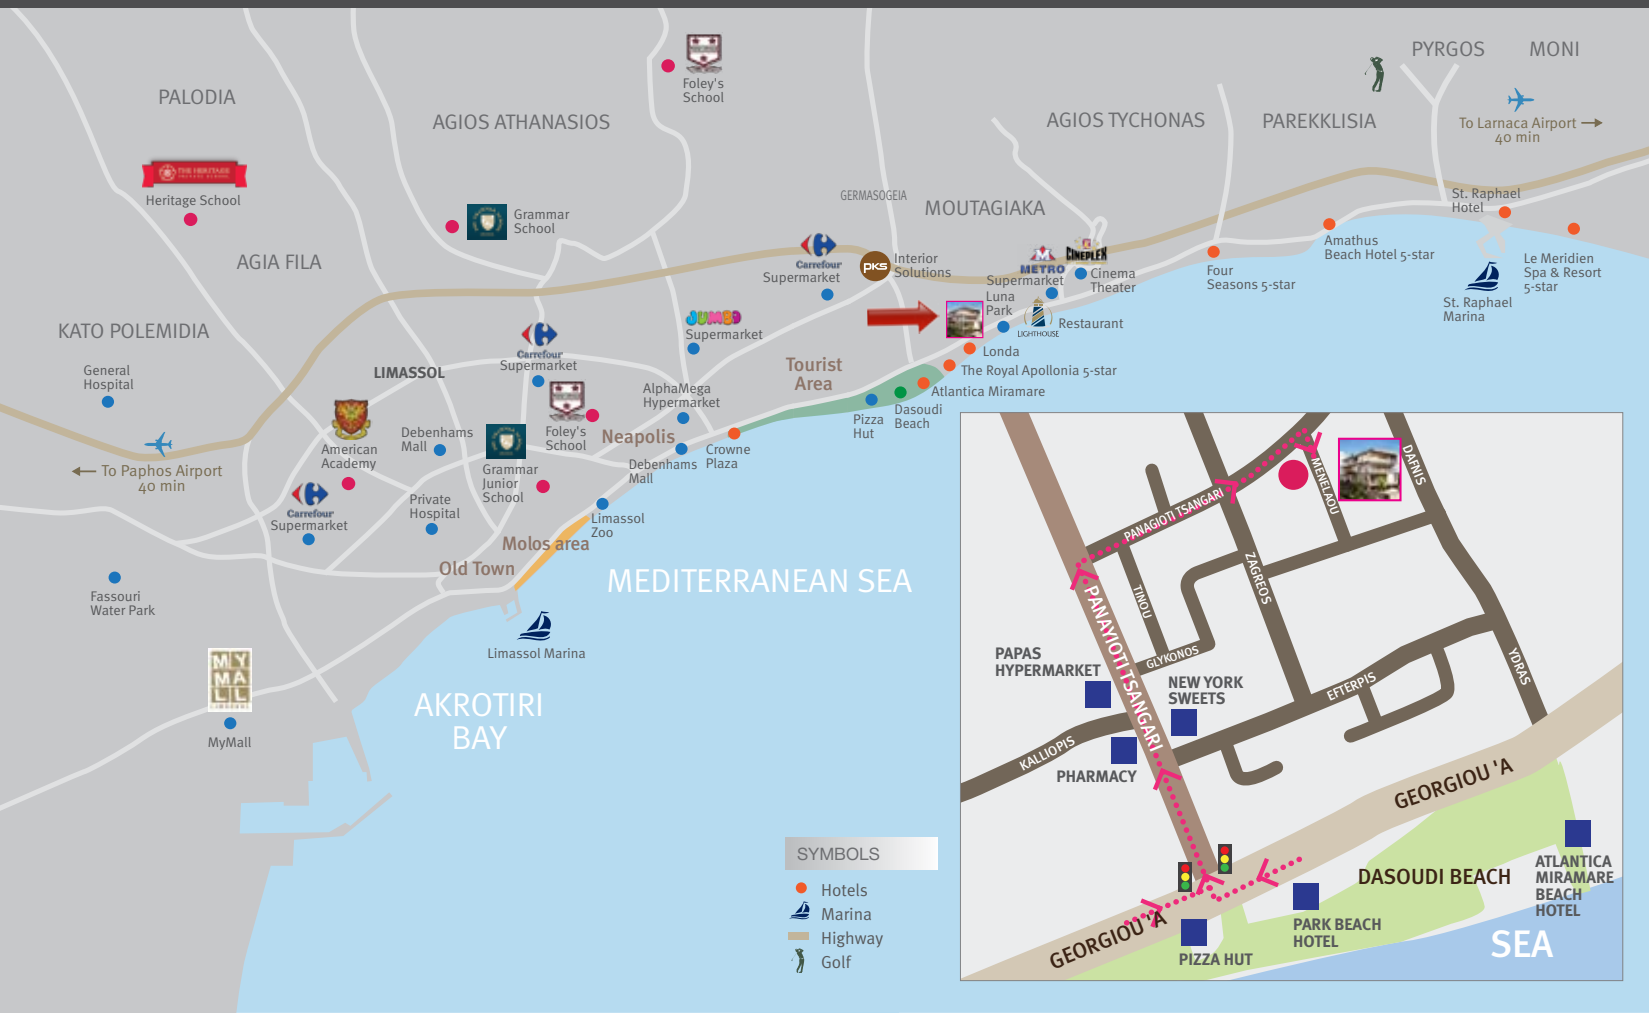 PYRGOS
MONI
Foley's
School
PALODIA
AGIOS ATHANASIOS
AGIOS TYCHONAS
PAREKKLISIA
To Larnaca Airport
40 min
THE HERITAGE
Heritage School
GERMASOGEIA
MOUTAGIAKA
St. Raphael
Hotel
Grammar
School
AGIA FILA
Carrefour
Supermarket
pks
Interior
Solutions
METRO
Supermarket
CINEPLEX
Cinema
Theater
Four
Seasons 5-star
Amathus
Beach Hotel 5-star
Le Meridien
Spa & Resort
5-star
St. Raphael
Marina
Luna
Park
LIGHTHOUSE
Restaurant
KATO POLEMIDIA
JUMBO
Supermarket
Londa
The Royal Apollonia 5-star
Atlantica Miramare
General
Hospital
LIMASSOL
Carrefour
Supermarket
Tourist
Area
AlphaMega
Hypermarket
Pizza
Hut
Dasoudi
Beach
American
Academy
Debenhams
Mall
Foley's
School
Neapolis
Debenhams
Mall
Crowne
Plaza
To Paphos Airport
40 min
Grammar
Junior
School
Carrefour
Supermarket
Private
Hospital
Limassol
Zoo
Molos area
Old Town
MEDITERRANEAN SEA
Fassouri
Water Park
Limassol Marina
MY
MALL
LIMASSOL
MyMall
AKROTIRI
BAY
SYMBOLS
Hotels
Marina
Highway
Golf
DAFNIS
MENELAOU
PANAGIOTI TSANGARI
ZAGREOS
TINOU
PANAYIOTI TSANGARI
GLYKONOS
PAPAS
HYPERMARKET
NEW YORK
SWEETS
EFTERPIS
YDRAS
KALLIOPIS
PHARMACY
GEORGIOU 'A
DASOUDI BEACH
ATLANTICA
MIRAMARE
BEACH
HOTEL
GEORGIOU 'A
PARK BEACH
HOTEL
PIZZA HUT
SEA